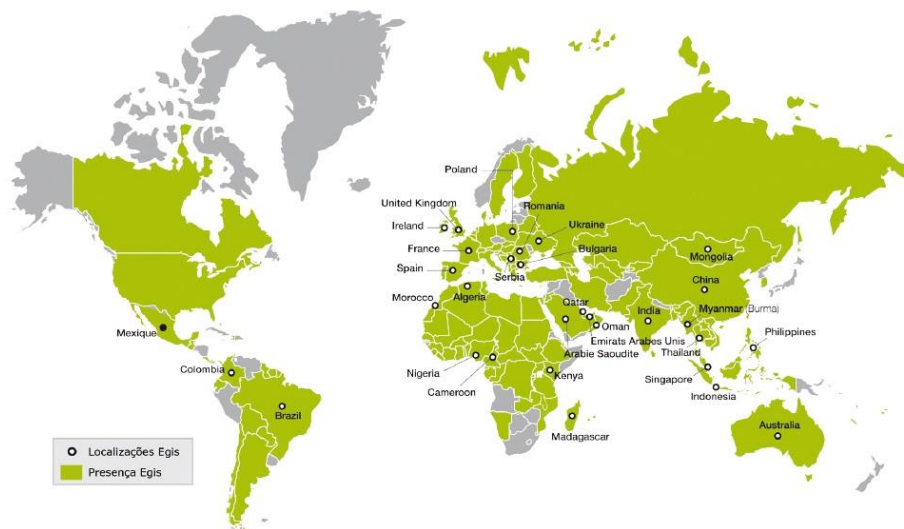 Poland
United Kingdom
Romania
Ireland
Ukraine
France
Bulgaria
Mongolia
Spain
Serbia
China
Morocco
Algeria
Qatar
India
Myanmar (Burma)
Mexique
Oman
Philippines
Emirats Arabes Unis
Thailand
Arabie Saoudite
Colombia
Nigeria
Kenya
Singapore
Cameroon
Indonesia
Brazil
Madagascar
Australia
Localizações Egis
Presença Egis